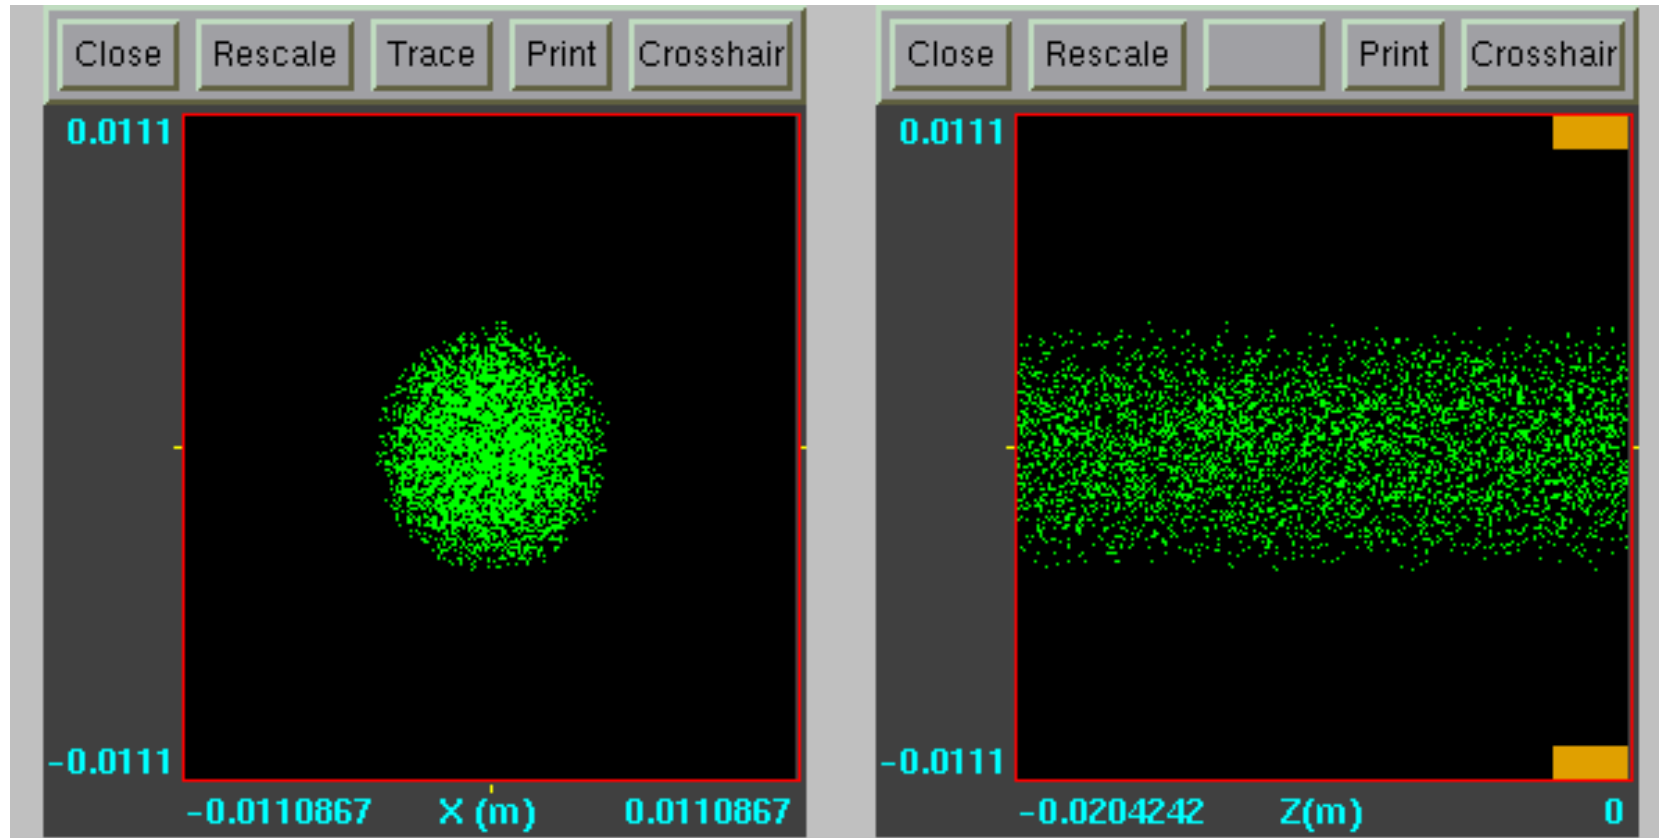 Close Rescale Trace Print Crosshair
0.0111
-0.0111
-0.0110867 X (m) 0.0110867
Close Rescale Print Crosshair
0.0111
-0.0111
-0.0204242 Z(m) 0